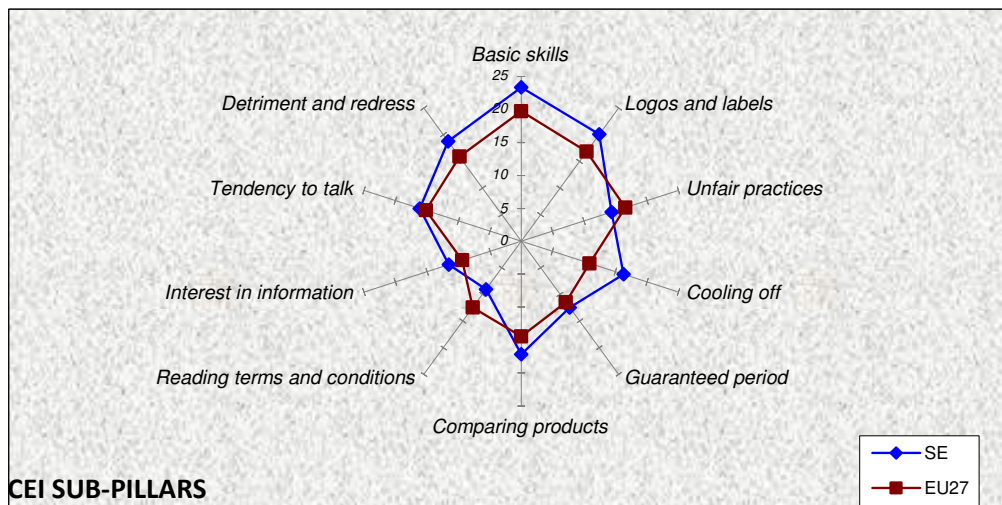 Basic skills
25
Detriment and redress
Logos and labels
20
15
Tendency to talk
10
Unfair practices
5
0
Interest in information
Cooling off
Reading terms and conditions
Guaranteed period
Comparing products
SE
CEI SUB-PILLARS
EU27